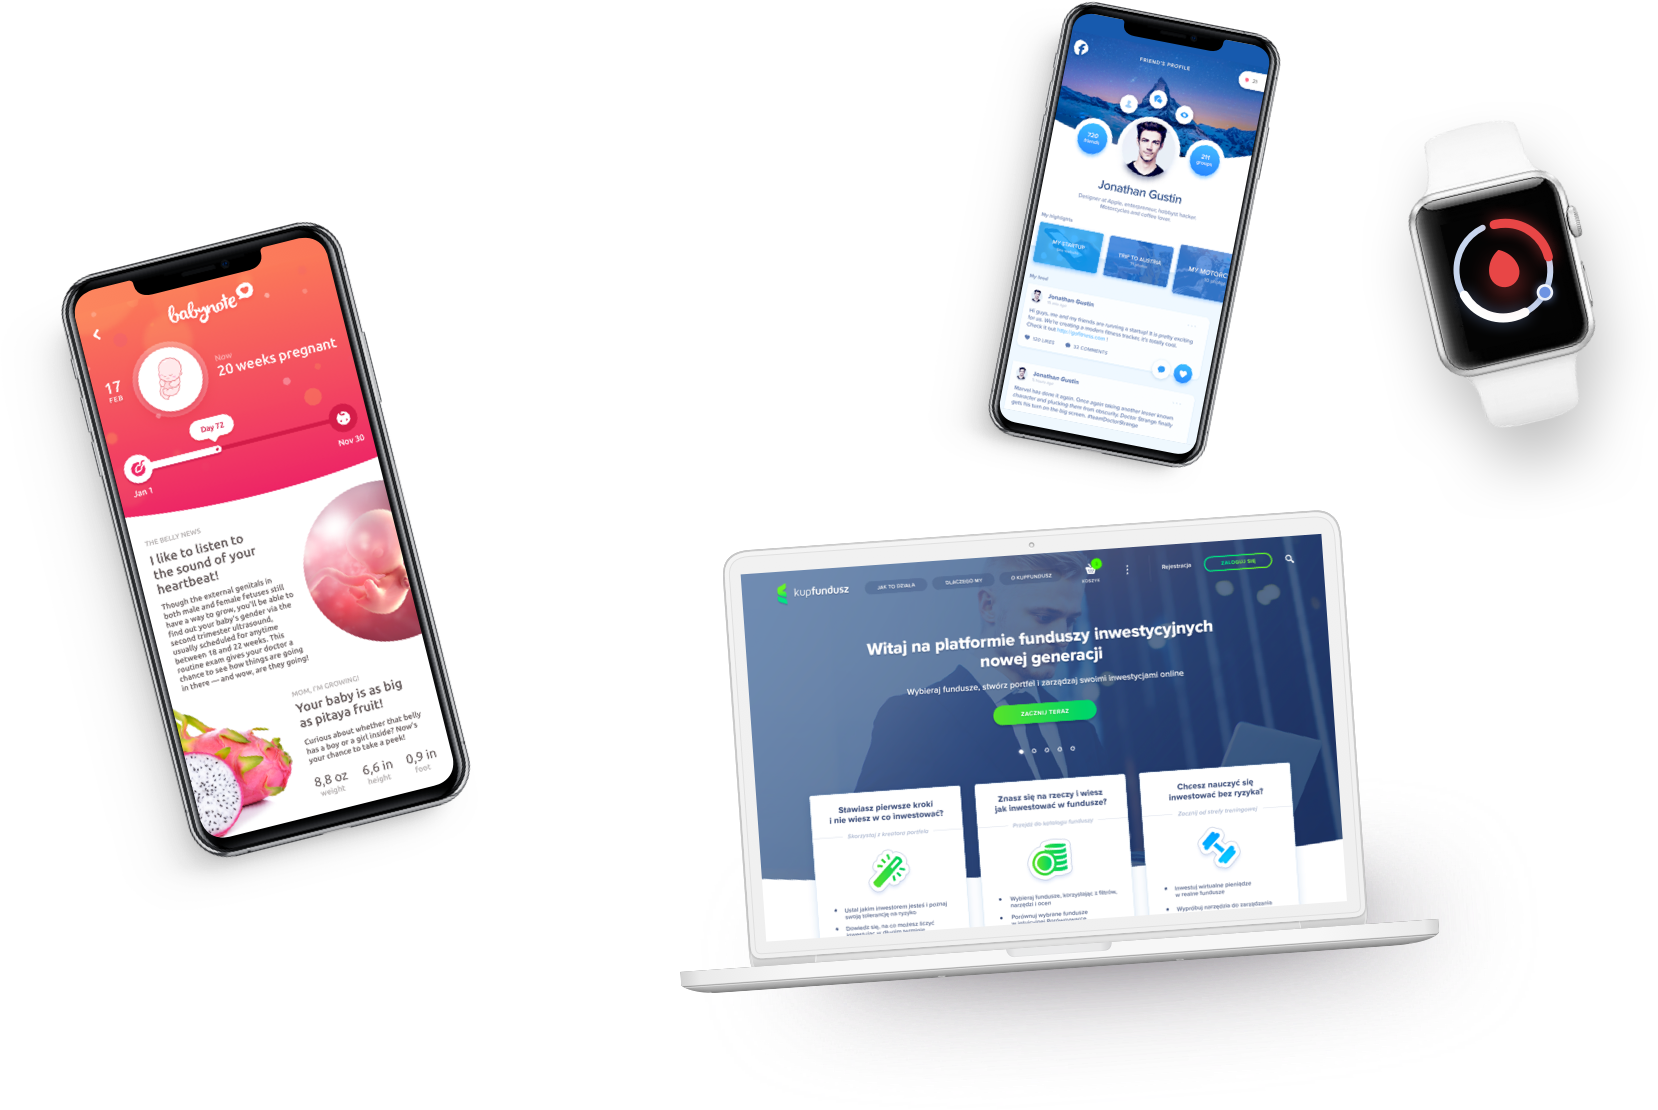 babynote
Now
20 weeks pregnant
17
FEB
Day 72
Jan 1
Nov 30
THE BELLY NEWS
I like to listen to
the sound of your
heartbeat!
Though the external genitals in
both male and female fetuses still
have a way to grow, you'll be able to
find out your baby's gender via the
second trimester ultrasound,
usually scheduled for anytime
between 18 and 22 weeks. This
routine exam gives your doctor a
chance to see how things are going
in there — and wow, are they going!
MOM, I'M GROWING!
Your baby is as big
as pitaya fruit!
Curious about whether that belly
has a boy or a girl inside? Now's
your chance to take a peek!
8,8 oz
weight
6,6 in
height
0,9 in
foot
FRIEND'S PROFILE
21
720
friends
211
groups
Jonathan Gustin
Designer at Apple, enterpreneur, hobbyst hacker.
Motorcycles and coffee lover.
My highlights
MY STARTUP
TRIP TO AUSTRIA
MY MOTORC
My feed
Jonathan Gustin
Hi guys, me and my friends are running a startup! It is pretty exciting
for us. We're creating a modern fitness tracker. It's totally cool.
Check it out
120 LIKES
32 COMMENTS
Jonathan Gustin
Marvel has done it again. Once again taking another lesser known
character and plucking them from obscurity. Doctor Strange finally
gets his turn on the big screen. #teamDoctorStrange
kupfundusz
JAK TO DZIAŁA
DLACZEGO MY
O KUPFUNDUSZ
KOSZYK
Rejestracja
ZALOGUJ SIĘ
Witaj na platformie funduszy inwestycyjnych
nowej generacji
Wybieraj fundusze, stwórz portfel i zarządzaj swoimi inwestycjami online
ZACZNIJ TERAZ
Stawiasz pierwsze kroki
i nie wiesz w co inwestować?
Skorzystaj z kreatora portfela
Ustal jakim inwestorem jesteś i poznaj
swoją tolerancję na ryzyko
Dowiedz się, na co możesz liczyć
inwestując w długim terminie
Znasz się na rzeczy i wiesz
jak inwestować w fundusze?
Przejdź do katalogu funduszy
Wybieraj fundusze, korzystając z filtrów,
narzędzi i ocen
Porównuj wybrane fundusze
Chcesz nauczyć się
inwestować bez ryzyka?
Zacznij od strefy treningowej
Inwestuj wirtualne pieniądze
w realne fundusze
Wypróbuj narzędzie do zarządzania